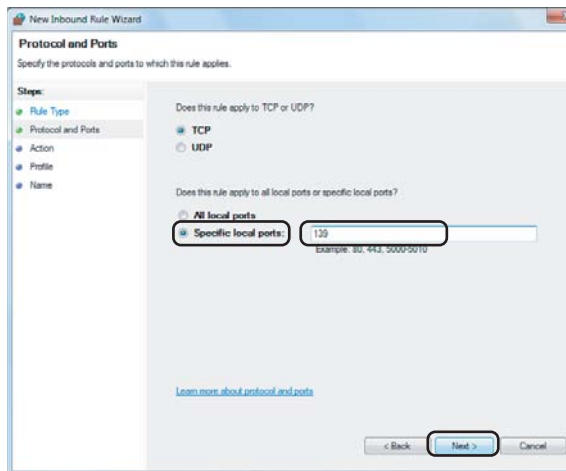 New Inbound Rule Wizard
Protocol and Ports
Specify the protocols and ports to which this rule applies.
Steps:
Rule Type
Protocol and Ports
Action
Profile
Name
Does this rule apply to TCP or UDP?
TCP
UDP
Does this rule apply to all local ports or specific local ports?
All local ports
Specific local ports:
139
Example: 80, 443, 5000-5010
Learn more about protocol and ports
< Back
Next >
Cancel